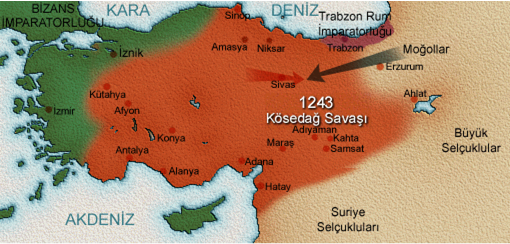 BİZANS
İMPARATORLUĞU
KARA
DENİZ
Sinop
Trabzon Rum
İmparatorluğu
Trabzon
Moğollar
İznik
Amasya
Niksar
Erzurum
Kütahya
Sivas
Ahlat
İzmir
Afyon
1243
Kösedağ Savaşı
Konya
Adıyaman
Kahta
Büyük
Selçuklular
Antalya
Maraş
Samsat
Alanya
Adana
Hatay
AKDENİZ
Suriye
Selçukluları